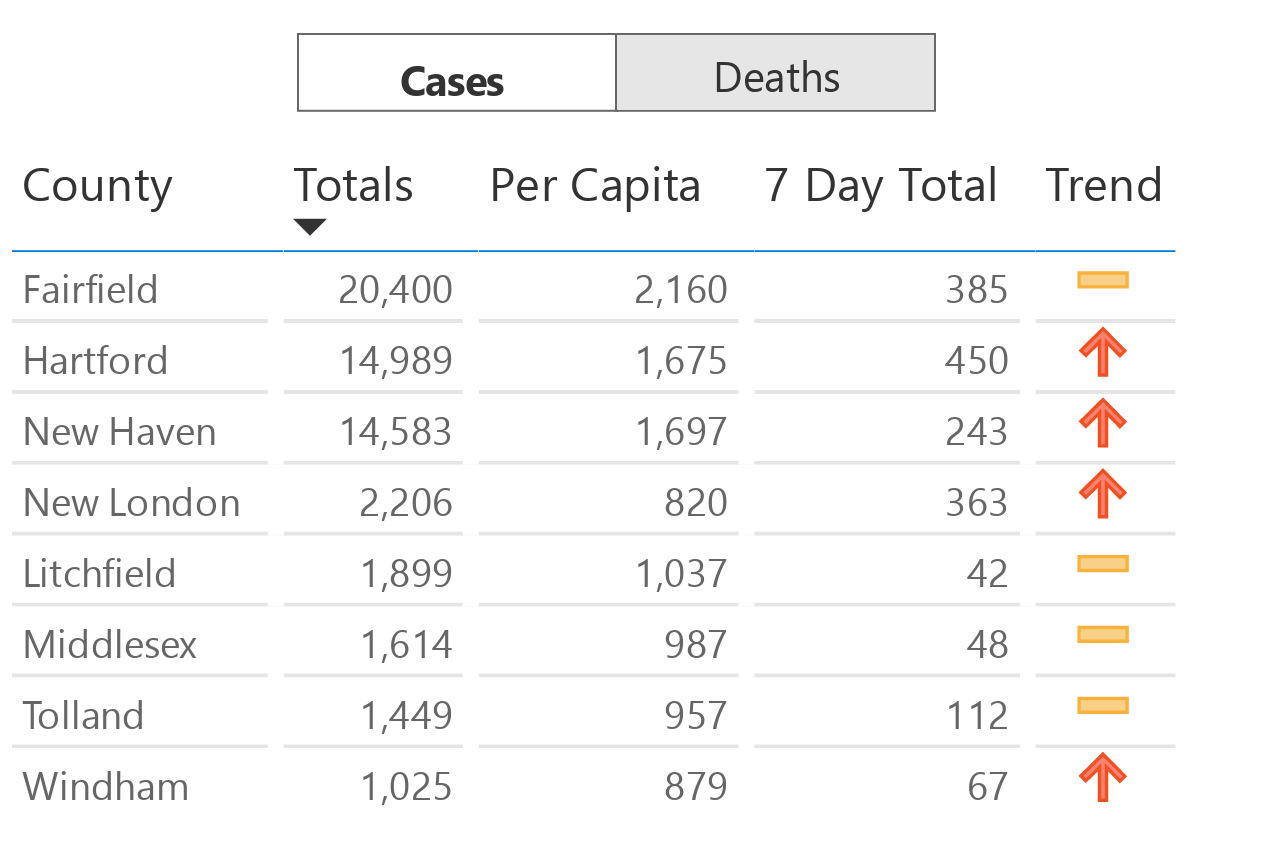 Cases Deaths
County Totals Per Capita 7 Day Total Trend
Fairfield 20,400 2,160 385
Hartford 14,989 1,675 450
New Haven 14,583 1,697 243
New London 2,206 820 363
Litchfield 1,899 1,037 42
Middlesex 1,614 987 48
Tolland 1,449 957 112
Windham 1,025 879 67